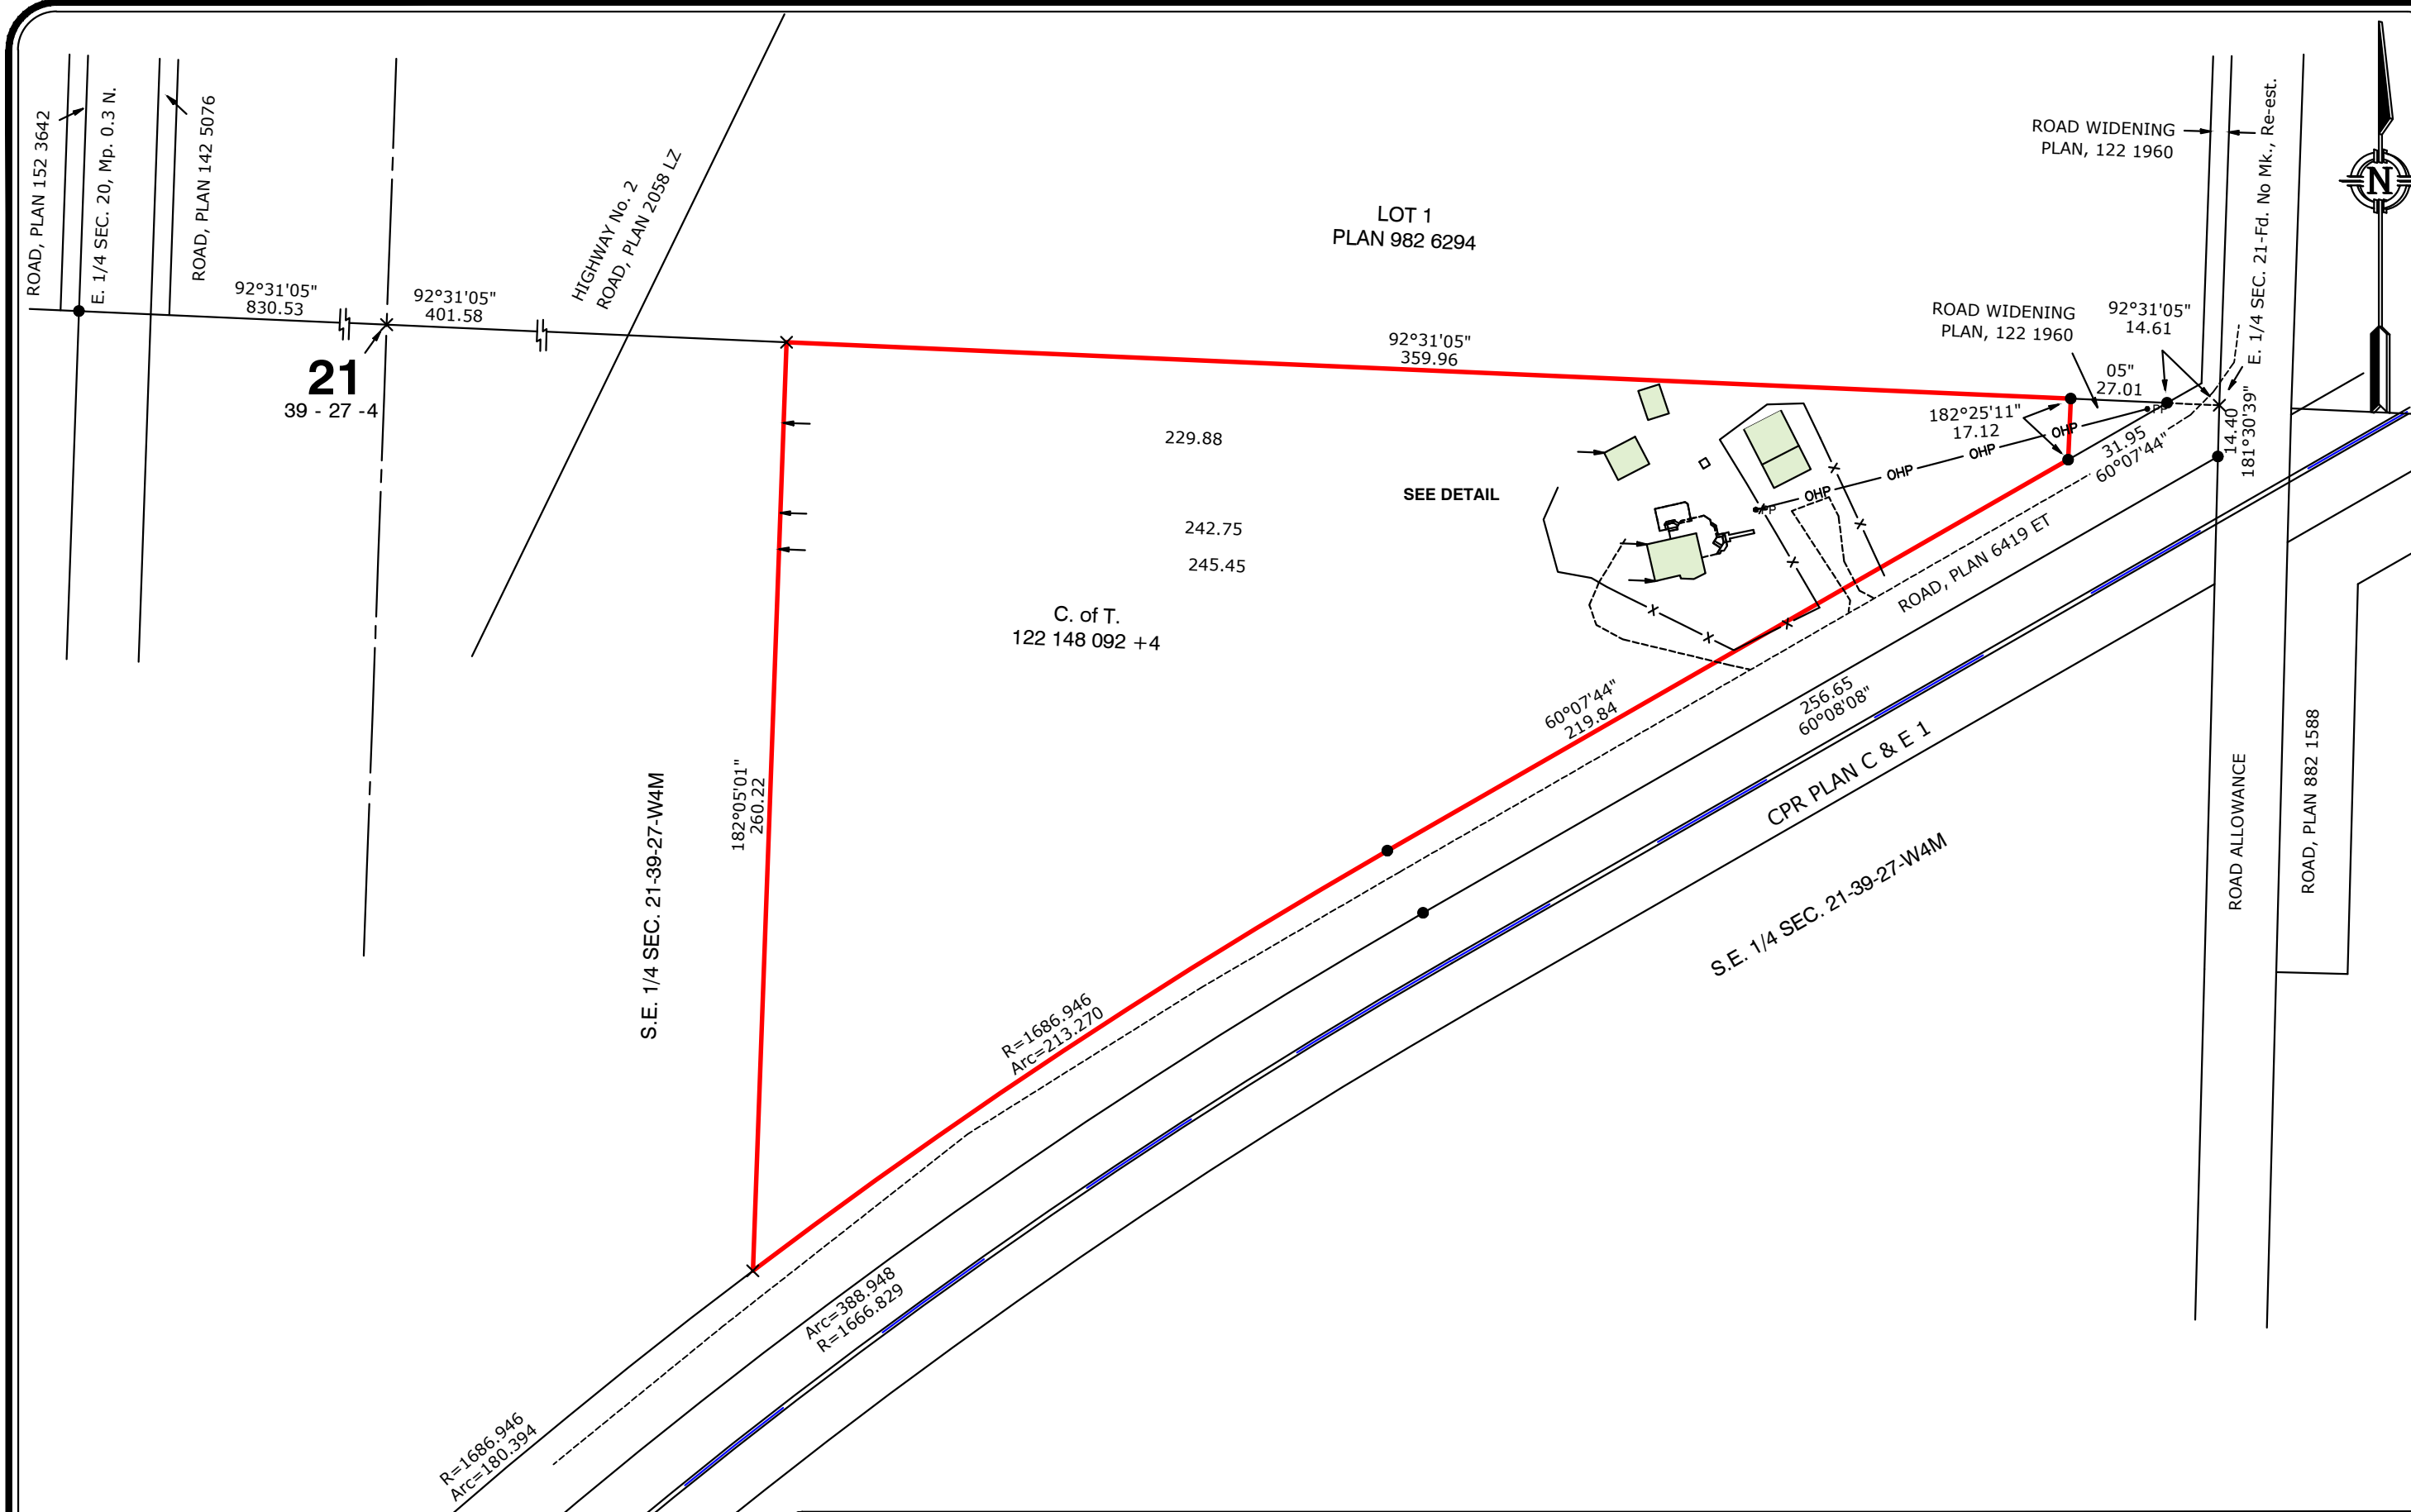 ROAD, PLAN 152 3642
E. 1/4 SEC. 20, Mp. 0.3 N.
ROAD, PLAN 142 5076
92°31'05"
830.53
92°31'05"
401.58
21
39 - 27 -4
HIGHWAY No. 2
ROAD, PLAN 2058 LZ
LOT 1
PLAN 982 6294
92°31'05"
359.96
ROAD WIDENING
PLAN, 122 1960
E. 1/4 SEC. 21-Fd. No Mk., Re-est.
N
ROAD WIDENING
PLAN, 122 1960
92°31'05"
14.61
05"
27.01
182°25'11"
17.12
PP
OHP
OHP
OHP
OHP
PP
31.95
60°07'44"
14.40
181°30'39"
229.88
SEE DETAIL
242.75
245.45
C. of T.
122 148 092 +4
ROAD, PLAN 6419 ET
60°07'44"
219.84
256.65
60°08'08"
CPR PLAN C & E 1
S.E. 1/4 SEC. 21-39-27-W4M
ROAD ALLOWANCE
ROAD, PLAN 882 1588
182°05'01"
260.22
S.E. 1/4 SEC. 21-39-27-W4M
R=1686.946
Arc=213.270
Arc=388.948
R=1666.829
R=1686.946
Arc=180.394